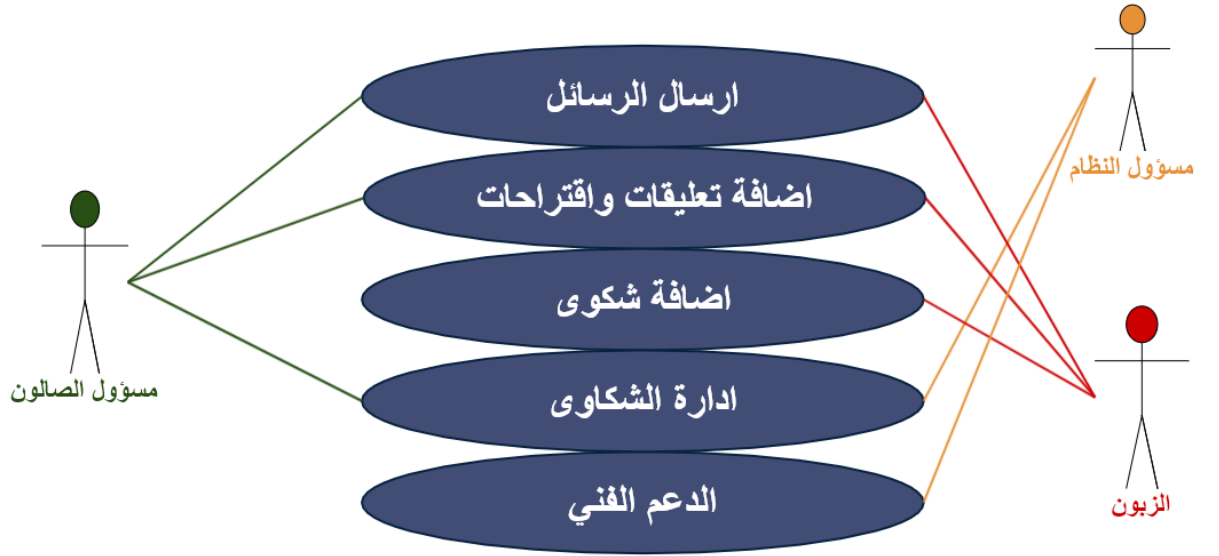 ارسال الرسائل
مسؤول النظام
اضافة تعليقات واقتراحات
اضافة شكوى
مسؤول الصالون
ادارة الشكاوى
الدعم الفني
الزبون